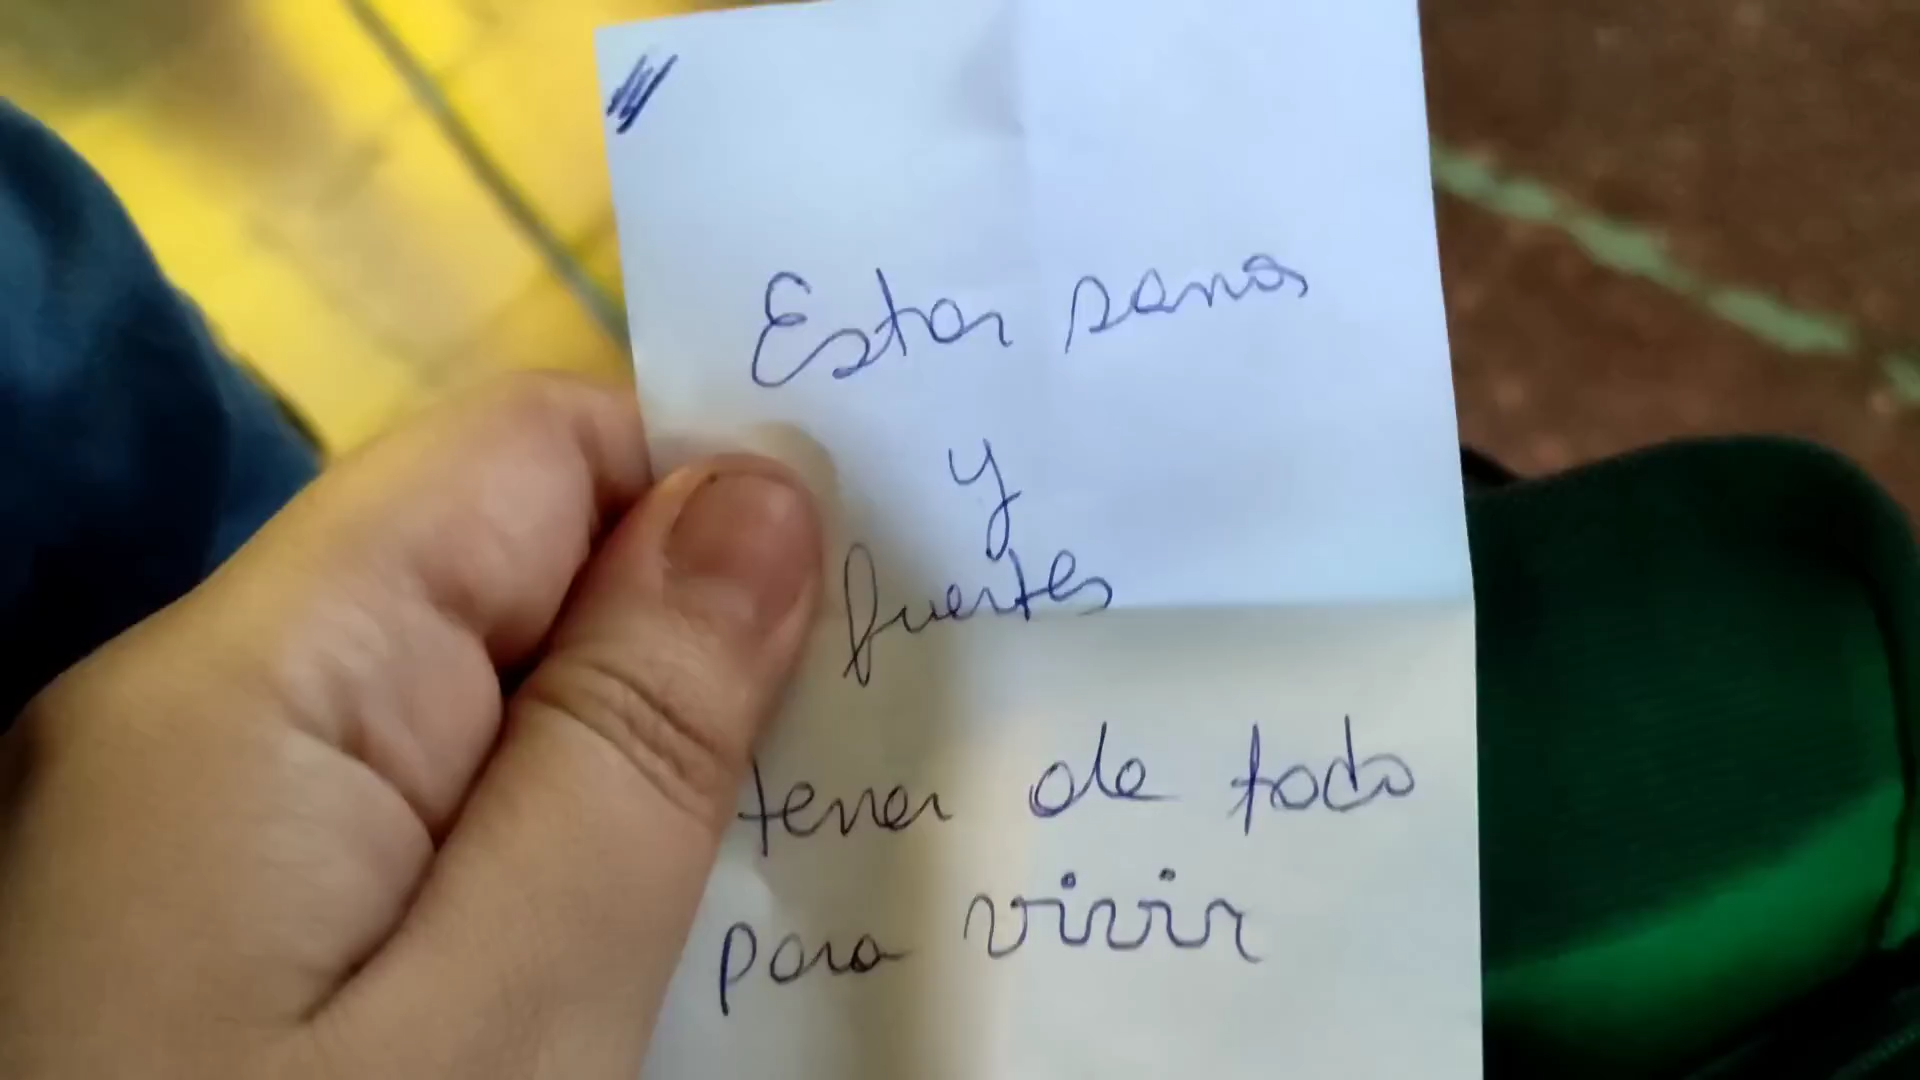 Estar sanos
y
fuertes
tener de todo
para vivir